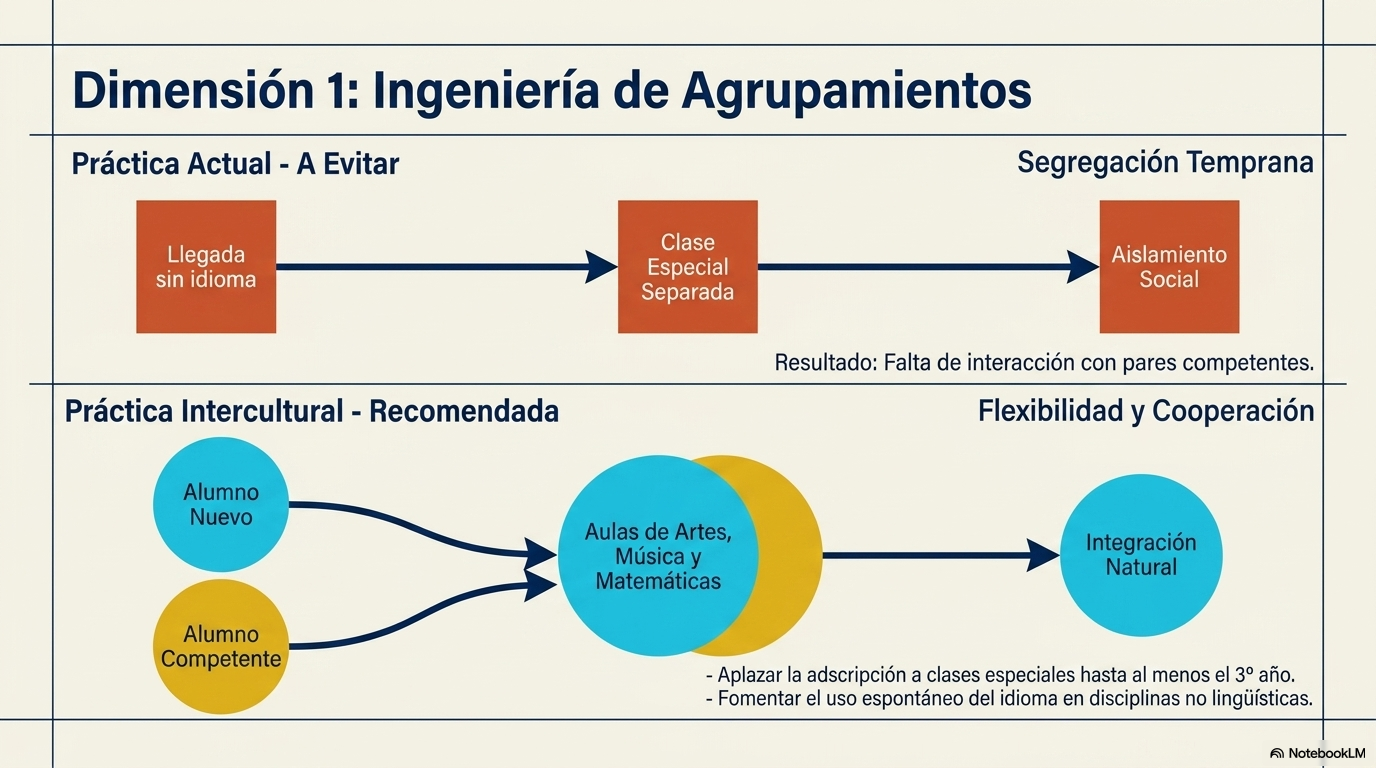 Dimensión 1: Ingeniería de Agrupamientos
Práctica Actual - A Evitar
Segregación Temprana
Llegada
sin idioma
Clase
Especial
Separada
Aislamiento
Social
Resultado: Falta de interacción con pares competentes.
Práctica Intercultural - Recomendada
Flexibilidad y Cooperación
Alumno
Nuevo
Alumno
Competente
Aulas de Artes,
Música y
Matemáticas
Integración
Natural
- Aplazar la adscripción a clases especiales hasta al menos el 3º año.
- Fomentar el uso espontáneo del idioma en disciplinas no lingüísticas.
NotebookLM